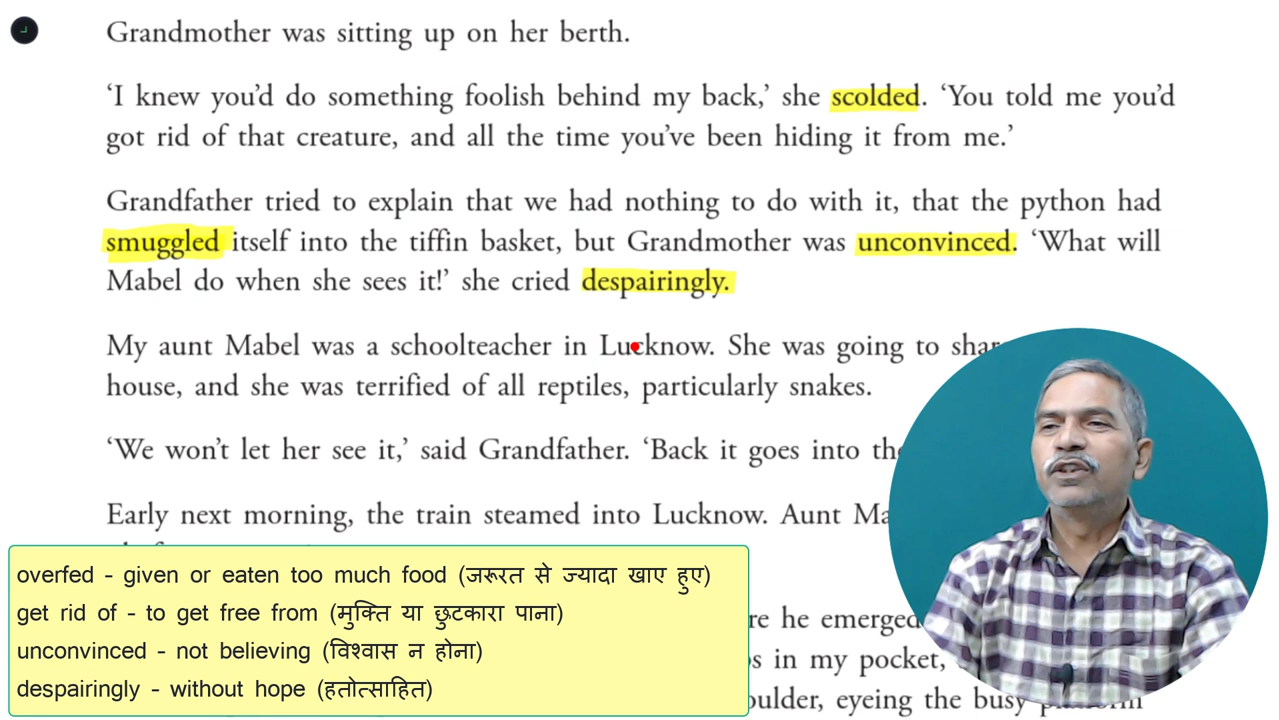 Grandmother was sitting up on her berth.
‘I knew you’d do something foolish behind my back,’ she scolded. ‘You told me you’d
got rid of that creature, and all the time you’ve been hiding it from me.’
Grandfather tried to explain that we had nothing to do with it, that the python had
smuggled itself into the tiffin basket, but Grandmother was unconvinced. ‘What will
Mabel do when she sees it!’ she cried despairingly.
My aunt Mabel was a schoolteacher in Lucknow. She was going to
house, and she was terrified of all reptiles, particularly snakes.
‘We won’t let her see it,’ said Grandfather. ‘Back it goes into
Early next morning, the train steamed into Lucknow. Aunt
he emerged
in my pocket,
eyeing the busy platform
overfed - given or eaten too much food (जरूरत से ज्यादा खाए हुए)
get rid of - to get free from (मुक्ति या छुटकारा पाना)
unconvinced - not believing (विश्वास न होना)
despairingly - without hope (हतोत्साहित)